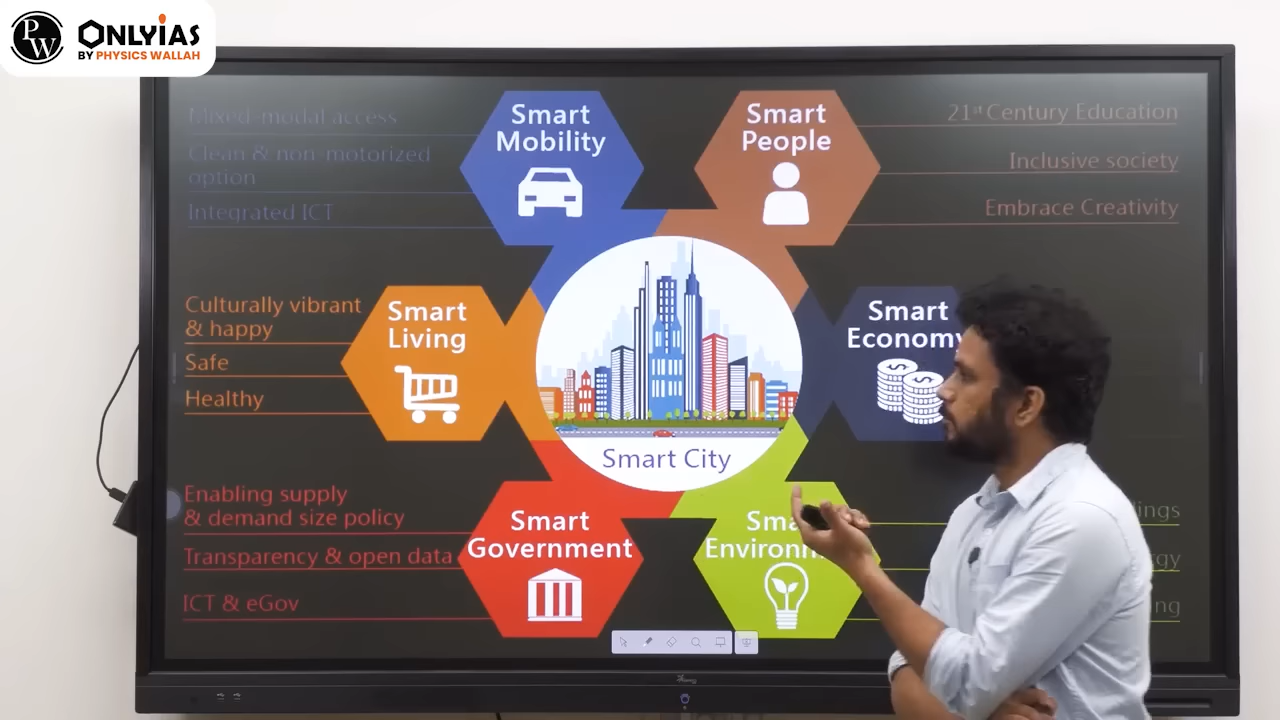 PW
ONLYIAS
BY PHYSICS WALLAH
Mixed-modal access
Clean & non-motorized
option
Integrated ICT
Smart
Mobility
Smart
People
21st Century Education
Inclusive society
Embrace Creativity
Culturally vibrant
& happy
Safe
Healthy
Smart
Living
Smart
Economy
Smart City
Enabling supply
& demand size policy
Transparency & open data
ICT & eGov
Smart
Government